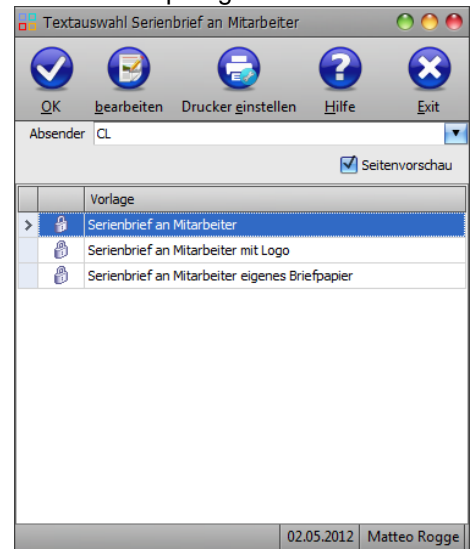 Textauswahl Serienbrief an Mitarbeiter
OK bearbeiten Drucker einstellen Hilfe Exit
Absender CL
Seitenvorschau
Vorlage
Serienbrief an Mitarbeiter
Serienbrief an Mitarbeiter mit Logo
Serienbrief an Mitarbeiter eigenes Briefpapier
02.05.2012 Matteo Rogge